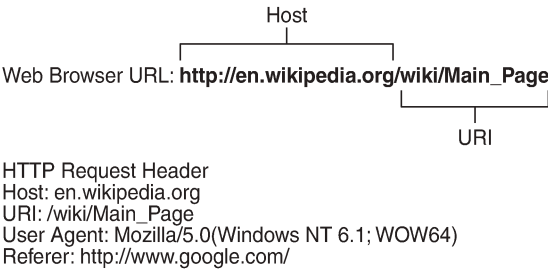 Host
Web Browser URL: http://en.wikipedia.org/wiki/Main_Page
URI
HTTP Request Header
Host: en.wikipedia.org
URI: /wiki/Main_Page
User Agent: Mozilla/5.0(Windows NT 6.1; WOW64)
Referer: http://www.google.com/